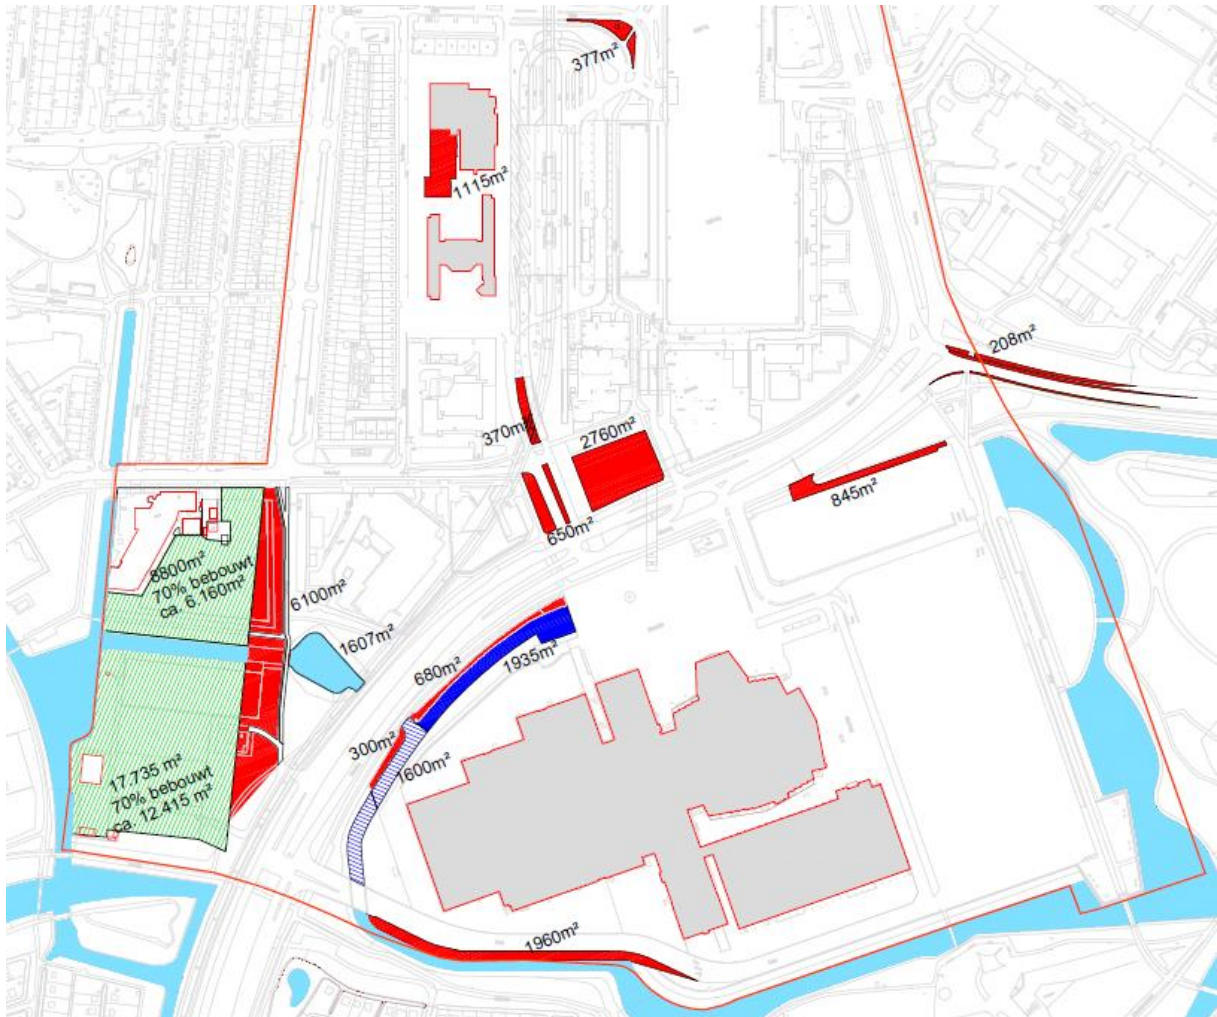 377m²
1115m²
208m²
370m²
2760m²
845m²
650m²
8800m²
70% bebouwt
ca. 6.160m²
6100m²
1607m²
680m²
1935m²
300m²
1600m²
17.735 m²
70% bebouwt
ca. 12.415 m²
1960m²